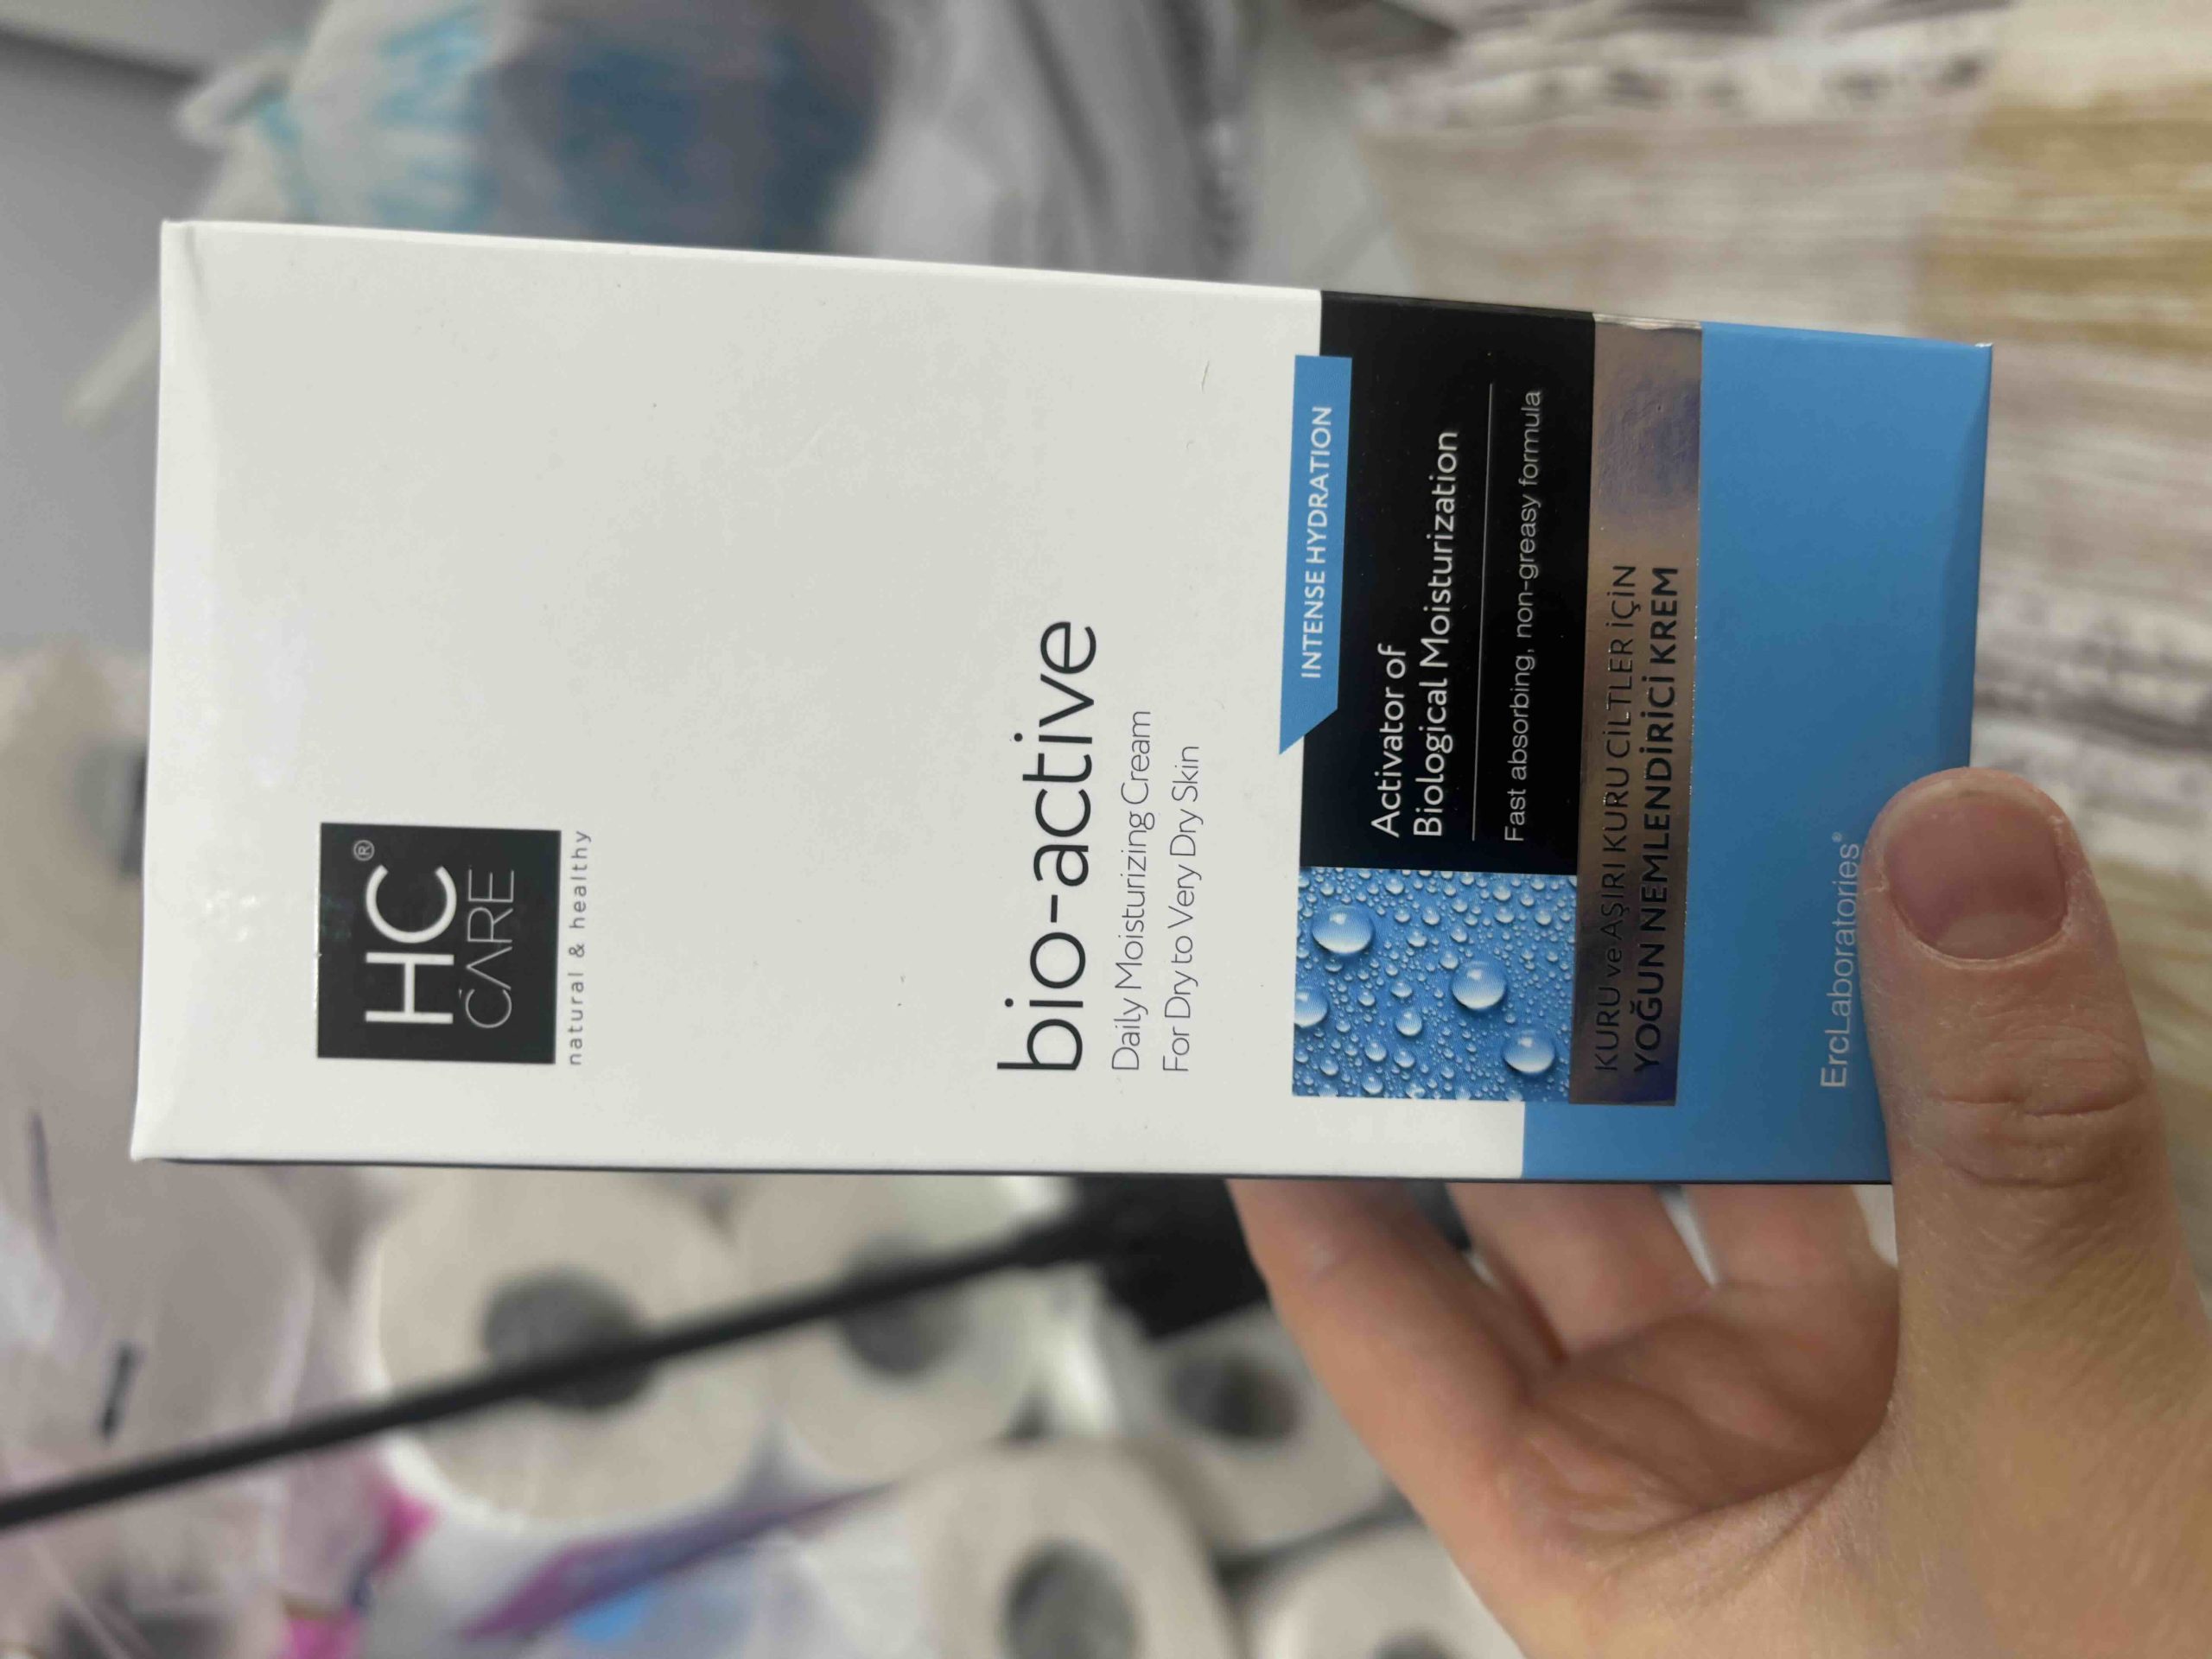 HC®
CARE
natural & healthy
bio-active
Daily Moisturizing Cream
For Dry to Very Dry Skin
INTENSE HYDRATION
Activator of
Biological Moisturization
Fast absorbing, non-greasy formula
KURU ve AŞIRI KURU CİLTLER İÇİN
YOĞUN NEMLENDİRİCİ KREM
ErcLaboratories®